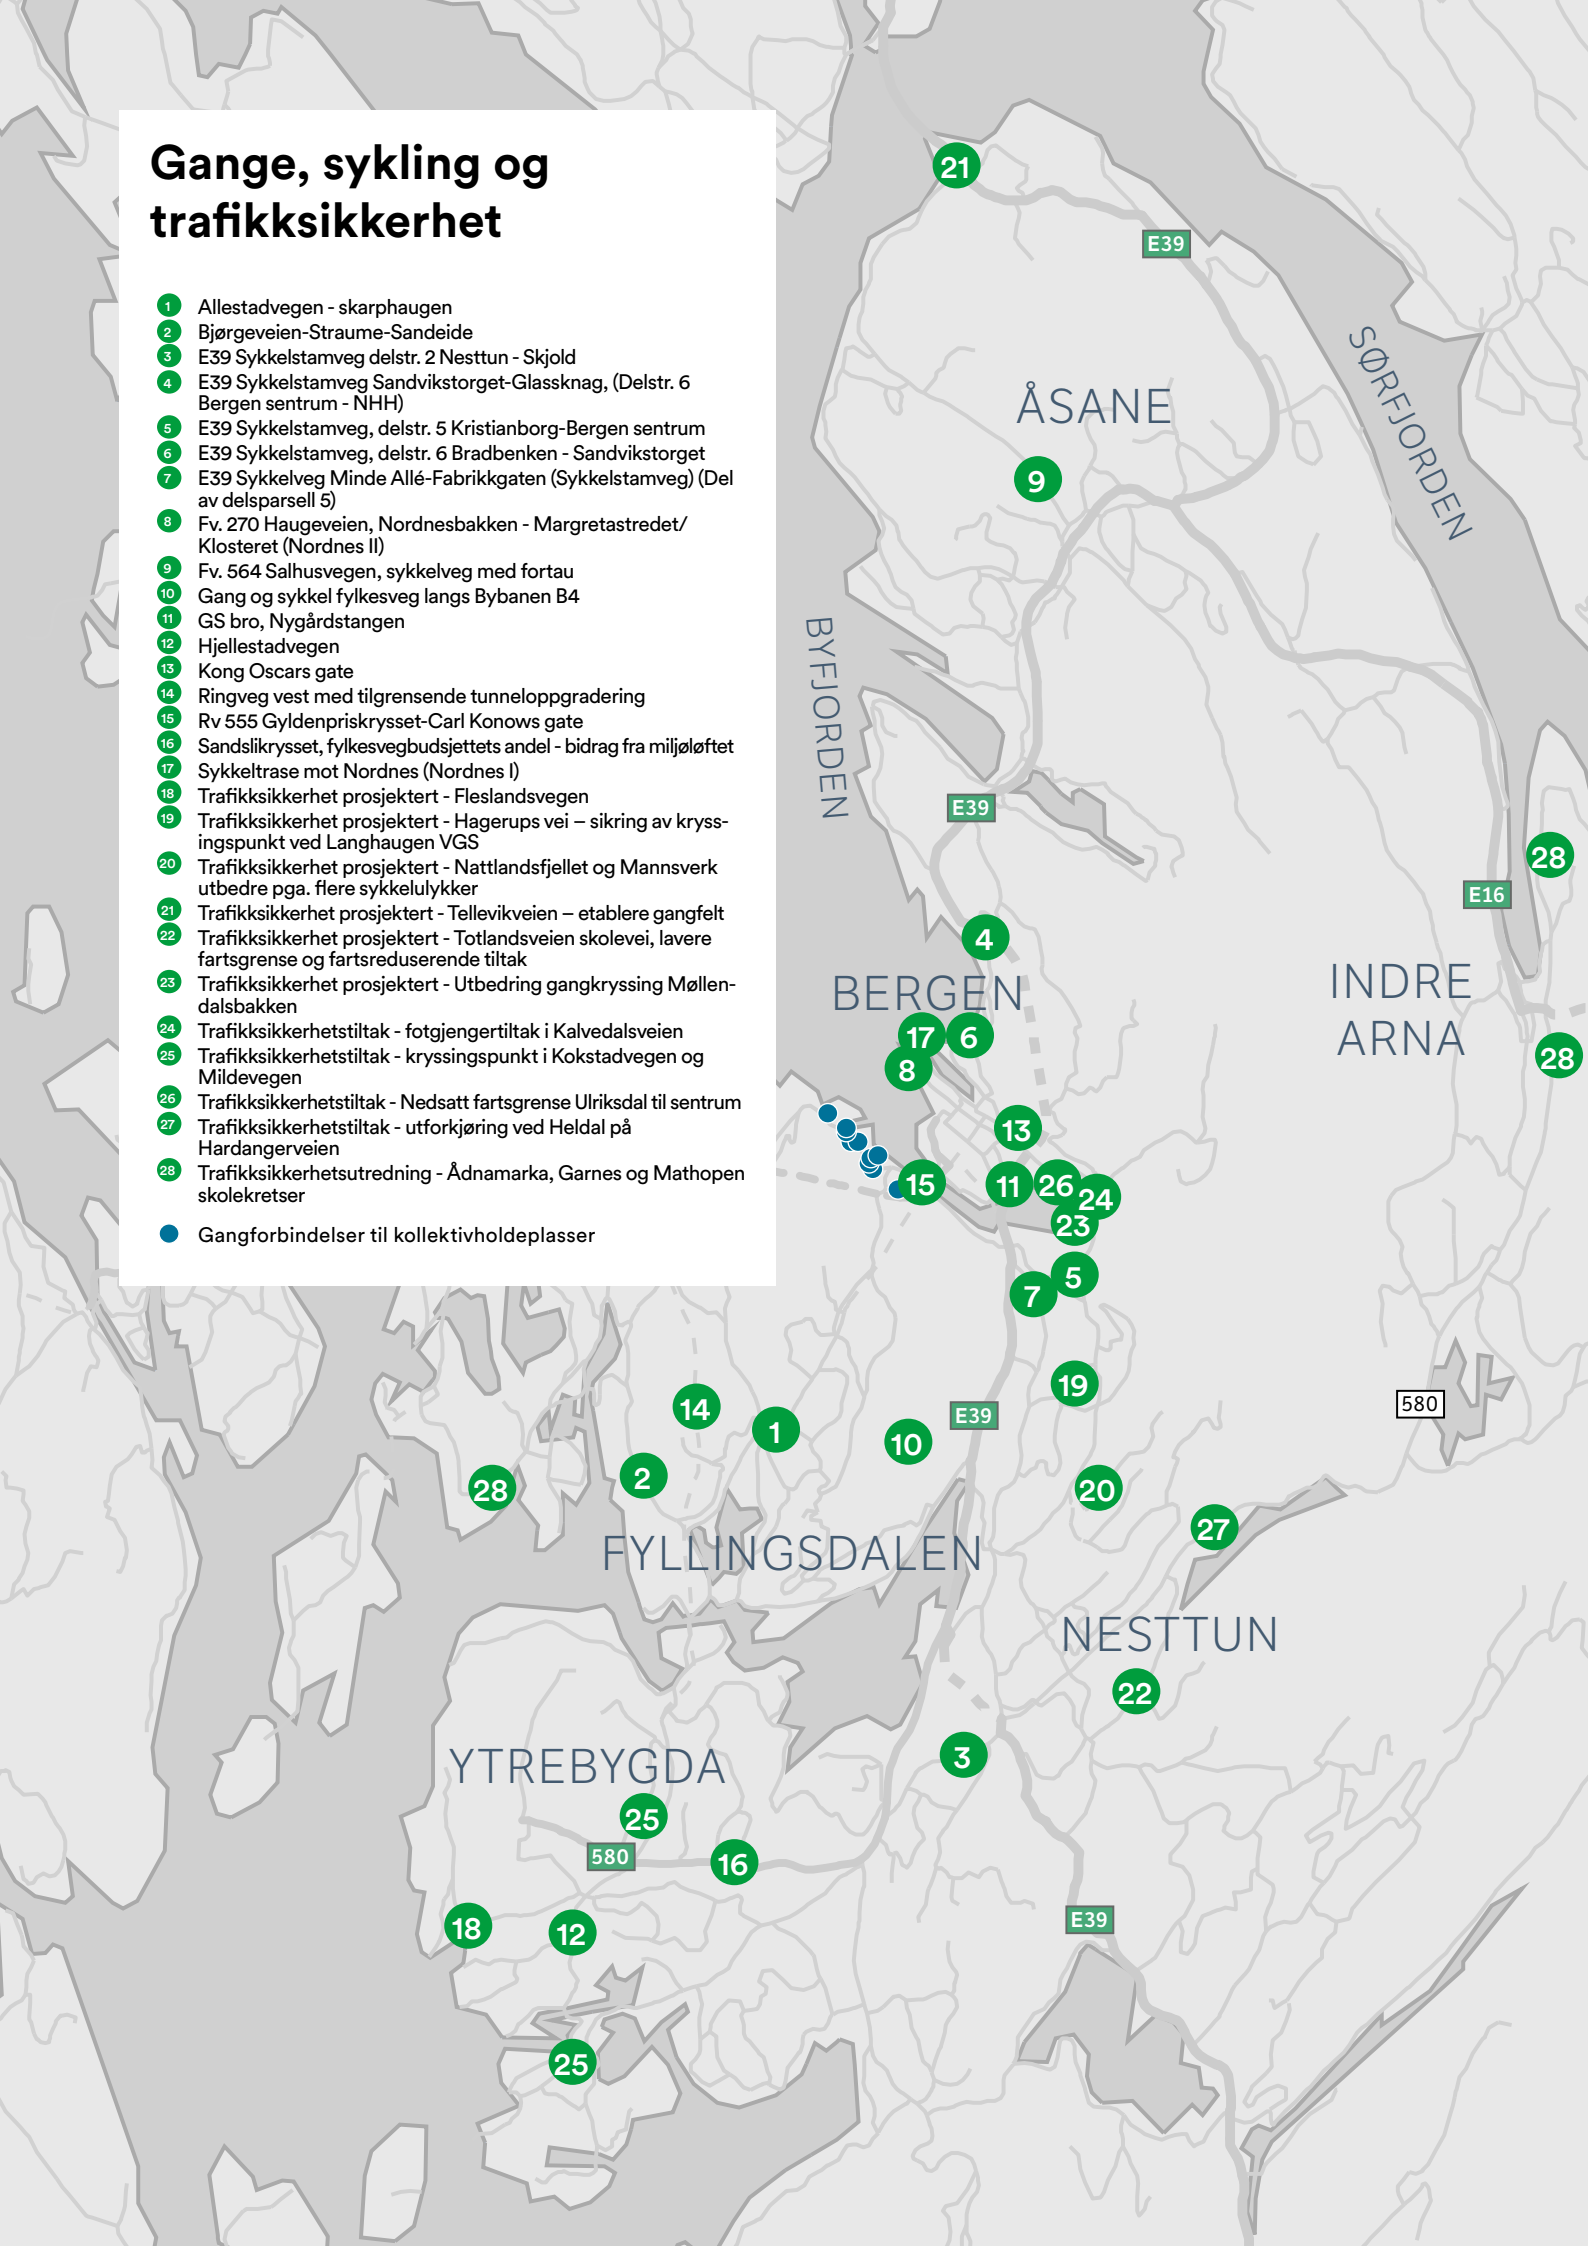 Gange, sykling og
trafikksikkerhet
1 Allestadvegen - skarphaugen
2 Bjørgeveien-Straume-Sandeide
3 E39 Sykkelstamveg delstr. 2 Nesttun - Skjold
4 E39 Sykkelstamveg Sandvikstorget-Glassknag, (Delstr. 6
Bergen sentrum - NHH)
5 E39 Sykkelstamveg, delstr. 5 Kristianborg-Bergen sentrum
6 E39 Sykkelstamveg, delstr. 6 Bradbenken - Sandvikstorget
7 E39 Sykkelveg Minde Allé-Fabrikkgaten (Sykkelstamveg) (Del
av delsparsell 5)
8 Fv. 270 Haugeveien, Nordnesbakken - Margretastredet/
Klosteret (Nordnes II)
9 Fv. 564 Salhusvegen, sykkelveg med fortau
10 Gang og sykkel fylkesveg langs Bybanen B4
11 GS bro, Nygårdstangen
12 Hjellestadvegen
13 Kong Oscars gate
14 Ringveg vest med tilgrensende tunneloppgradering
15 Rv 555 Gyldenpriskrysset-Carl Konows gate
16 Sandslikrysset, fylkesvegbudsjettets andel - bidrag fra miljøløftet
17 Sykkeltrase mot Nordnes (Nordnes I)
18 Trafikksikkerhet prosjektert - Fleslandsvegen
19 Trafikksikkerhet prosjektert - Hagerups vei – sikring av kryss-
ingspunkt ved Langhaugen VGS
20 Trafikksikkerhet prosjektert - Nattlandsfjellet og Mannsverk
utbedre pga. flere sykkelulykker
21 Trafikksikkerhet prosjektert - Tellevikveien – etablere gangfelt
22 Trafikksikkerhet prosjektert - Totlandsveien skolevei, lavere
fartsgrense og fartsreduserende tiltak
23 Trafikksikkerhet prosjektert - Utbedring gangkryssing Møllen-
dalsbakken
24 Trafikksikkerhetstiltak - fotgjengertiltak i Kalvedalsveien
25 Trafikksikkerhetstiltak - kryssingspunkt i Kokstadvegen og
Mildevegen
26 Trafikksikkerhetstiltak - Nedsatt fartsgrense Ulriksdal til sentrum
27 Trafikksikkerhetstiltak - utforkjøring ved Heldal på
Hardangerveien
28 Trafikksikkerhetsutredning - Ådnamarka, Garnes og Mathopen
skolekretser
Gangforbindelser til kollektivholdeplasser
21
E39
SØRFJORDEN
ÅSANE
9
BYFJORDEN
E39
28
E16
4
BERGEN
INDRE
ARNA
17
6
8
28
13
15
11
26
24
23
5
7
19
14
1
E39
580
10
2
28
20
27
FYLLINGSDALEN
NESTTUN
22
3
YTREBYGDA
25
580
16
18
12
E39
25